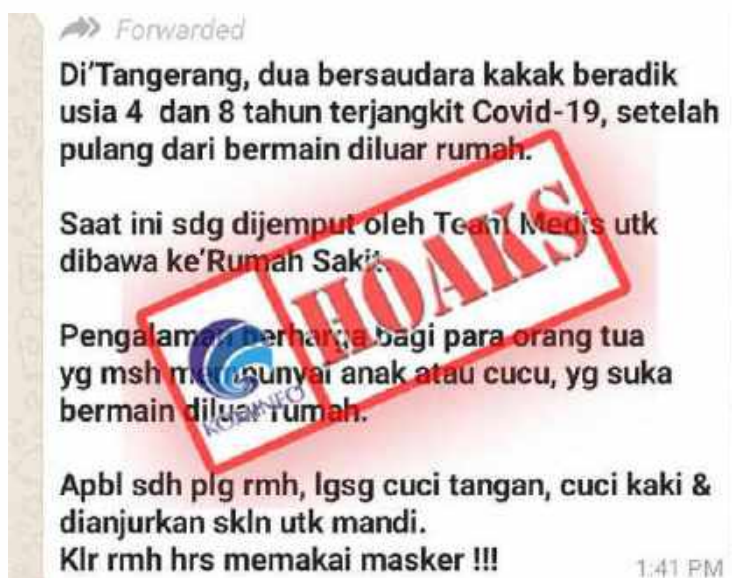 Forwarded
Di'Tangerang, dua bersaudara kakak beradik
usia 4 dan 8 tahun terjangkit Covid-19, setelah
pulang dari bermain diluar rumah.
Saat ini sdg dijemput oleh Team Medis utk
dibawa ke'Rumah Sakit.
HOAKS
Pengalaman berharga bagi para orang tua
yg msh mempunyai anak atau cucu, yg suka
bermain diluar rumah.
KOMINFO
Apbl sdh plg rmh, lgsg cuci tangan, cuci kaki &
dianjurkan skln utk mandi.
Klr rmh hrs memakai masker !!!
1:41 PM